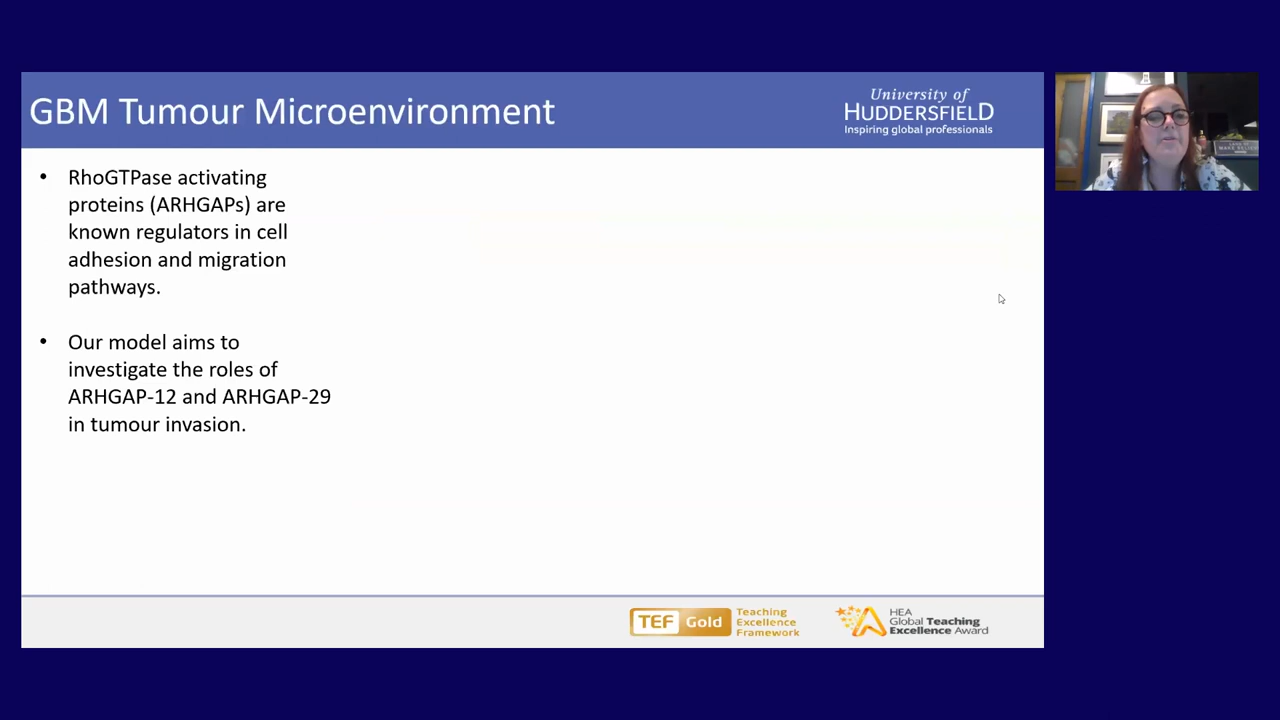 GBM Tumour Microenvironment
University of
HUDDERSFIELD
Inspiring global professionals
• RhoGTPase activating
proteins (ARHGAPs) are
known regulators in cell
adhesion and migration
pathways.
• Our model aims to
investigate the roles of
ARHGAP-12 and ARHGAP-29
in tumour invasion.
TEF Gold
Teaching
Excellence
Framework
HEA
Global Teaching
Excellence Award